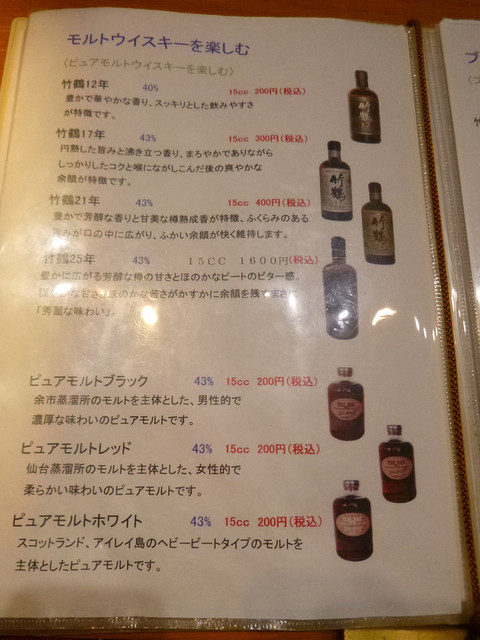 モルトウイスキーを楽しむ
〈ピュアモルトウイスキーを楽しむ〉
竹鶴12年 40% 15cc 200円(税込)
豊かで華やかな香り、スッキリとした飲みやすさ
が特徴です。
竹鶴17年 43% 15cc 300円(税込)
円熟した旨みと沸き立つ香り、まろやかでありながら
しっかりしたコクと喉にながしこんだ後の爽やかな
余韻が特徴です。
竹鶴21年 43% 15cc 400円(税込)
豊かで芳醇な香りと甘美な樽熟成香が特徴、ふくらみのある
が口の中に広がり、ふかい余韻が快く維持します。
竹鶴25年 43% 15CC 1600円(税込)
豊かに広がる芳醇な樽の甘さとほのかなピートのビター感。
な甘さ、ほのかな苦さがかすかに余韻を残す
「秀麗な味わい」。
ピュアモルトブラック 43% 15cc 200円(税込)
余市蒸溜所のモルトを主体とした、男性的で
濃厚な味わいのピュアモルトです。
ピュアモルトレッド 43% 15cc 200円(税込)
仙台蒸溜所のモルトを主体とした、女性的で
柔らかい味わいのピュアモルトです。
ピュアモルトホワイト 43% 15cc 200円(税込)
スコットランド、アイレイ島のヘビーピートタイプのモルトを
主体としたピュアモルトです。
竹鶴
竹鶴
竹鶴